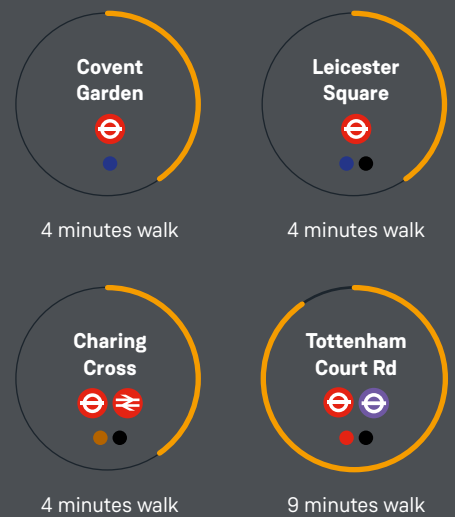 Covent
Garden
4 minutes walk
Leicester
Square
4 minutes walk
Charing
Cross
4 minutes walk
Tottenham
Court Rd
9 minutes walk